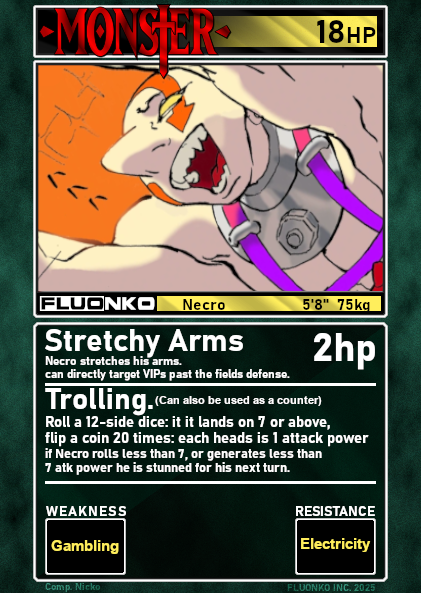 MONSTER
18HP
FLUONKO Necro 5'8" 75kg
Stretchy Arms 2hp
Necro stretches his arms.
can directly target VIPs past the fields defense.
Trolling. (Can also be used as a counter)
Roll a 12-side dice: it it lands on 7 or above,
flip a coin 20 times: each heads is 1 attack power
if Necro rolls less than 7, or generates less than
7 atk power he is stunned for his next turn.
WEAKNESS RESISTANCE
Gambling Electricity
Comp. Nicko FLUONKO INC. 2025